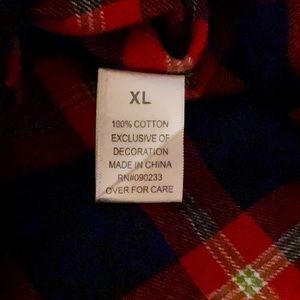 XL
100% COTTON
EXCLUSIVE OF
DECORATION
MADE IN CHINA
RN#090233
OVER FOR CARE